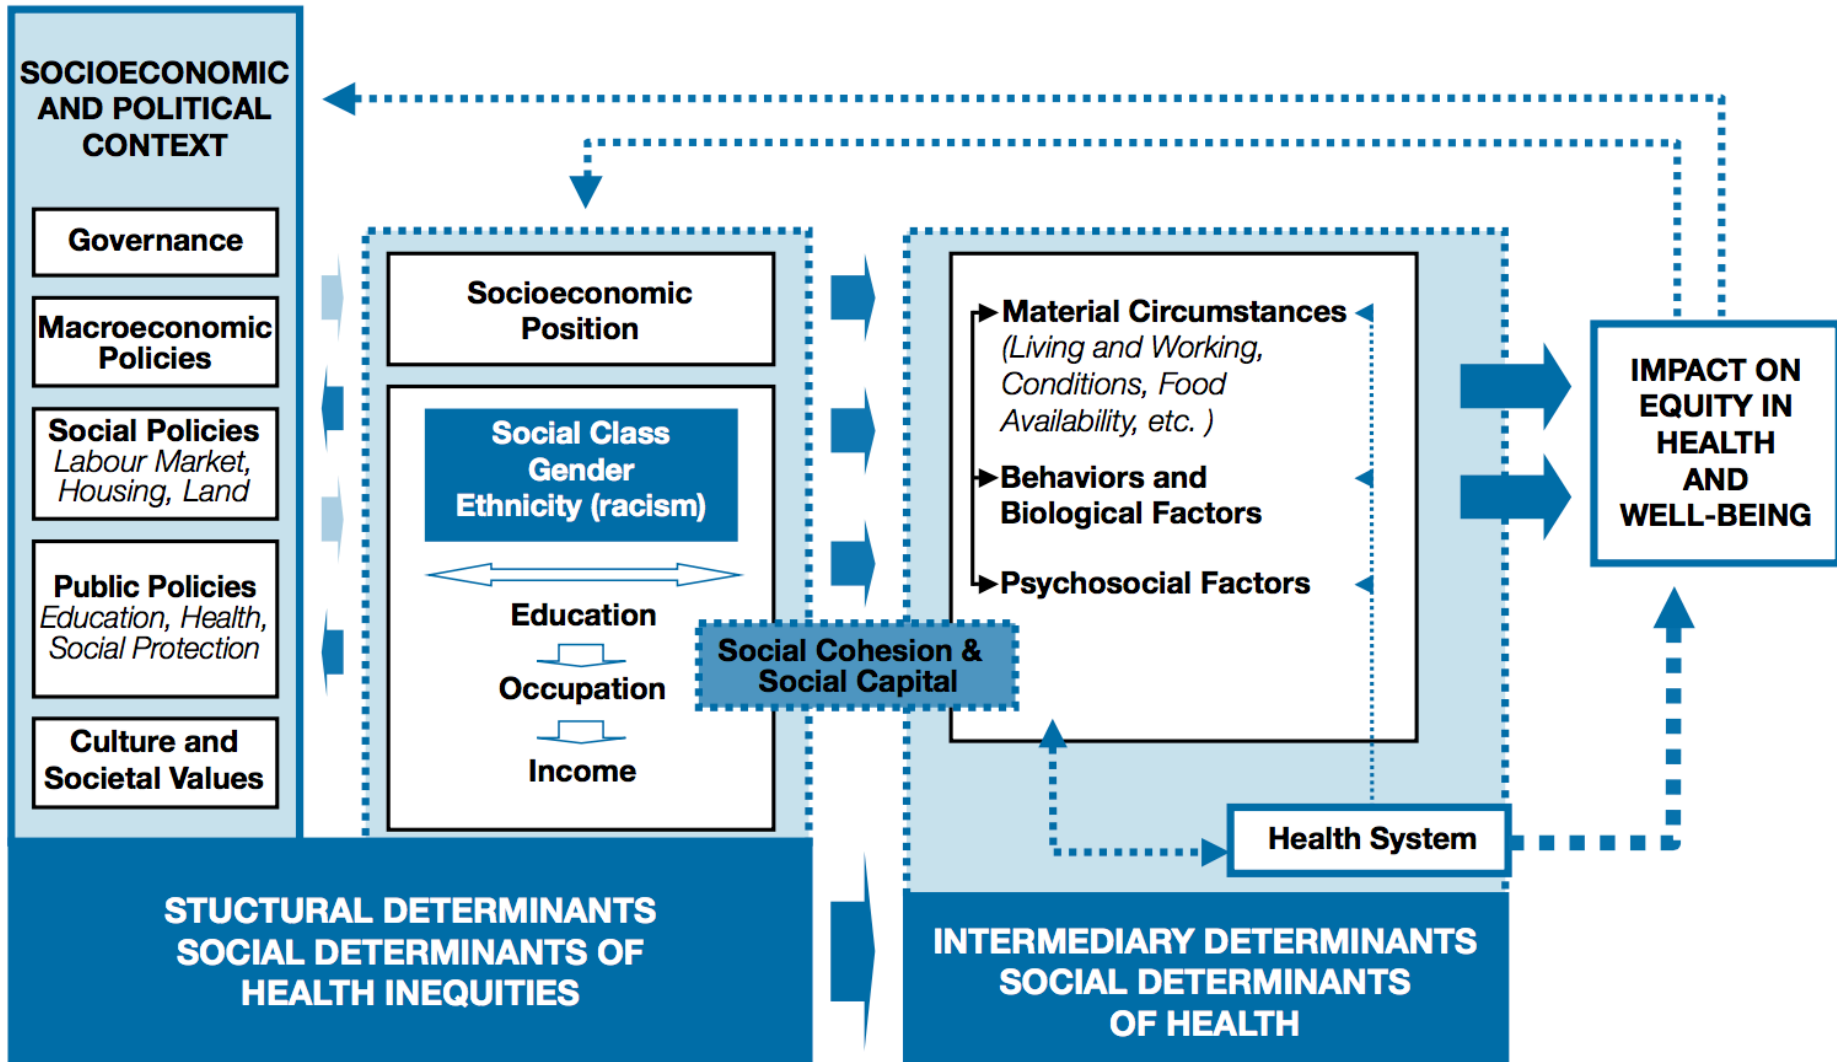 SOCIOECONOMIC
AND POLITICAL
CONTEXT
Governance
Macroeconomic
Policies
Social Policies
Labour Market,
Housing, Land
Public Policies
Education, Health,
Social Protection
Culture and
Societal Values
Socioeconomic
Position
Social Class
Gender
Ethnicity (racism)
Education
Occupation
Income
Social Cohesion &
Social Capital
Material Circumstances
(Living and Working,
Conditions, Food
Availability, etc. )
Behaviors and
Biological Factors
Psychosocial Factors
Health System
IMPACT ON
EQUITY IN
HEALTH
AND
WELL-BEING
STUCTURAL DETERMINANTS
SOCIAL DETERMINANTS OF
HEALTH INEQUITIES
INTERMEDIARY DETERMINANTS
SOCIAL DETERMINANTS
OF HEALTH